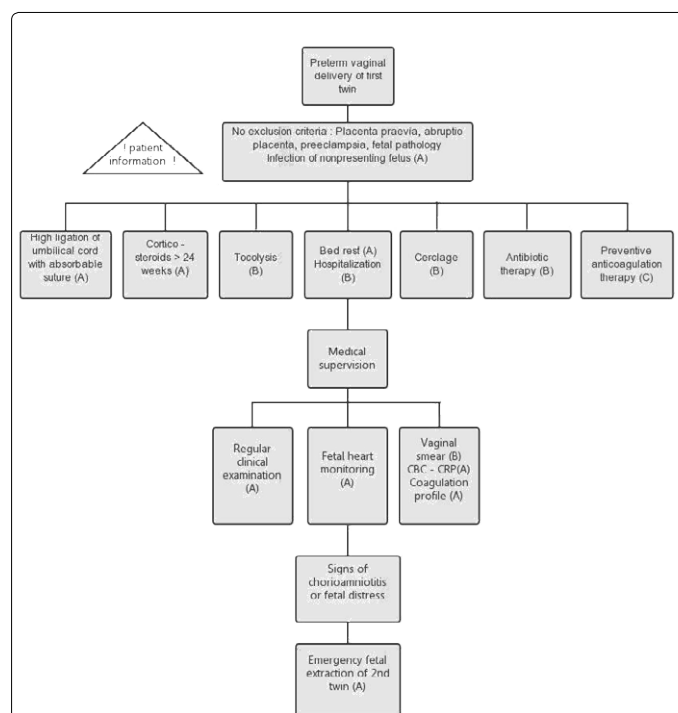 Preterm vaginal
delivery of first
twin
! patient
information !
No exclusion criteria : Placenta praevia, abruptio
placenta, preeclampsia, fetal pathology
Infection of nonpresenting fetus (A)
High ligation of
umbilical cord
with absorbable
suture (A)
Cortico -
steroids > 24
weeks (A)
Tocolysis
(B)
Bed rest (A)
Hospitalization
(B)
Cerclage
(B)
Antibiotic
therapy (B)
Preventive
anticoagulation
therapy (C)
Medical
supervision
Regular
clinical
examination
(A)
Fetal heart
monitoring
(A)
Vaginal
smear (B)
CBC - CRP(A)
Coagulation
profile (A)
Signs of
chorioamniotitis
or fetal distress
Emergency fetal
extraction of 2nd
twin (A)